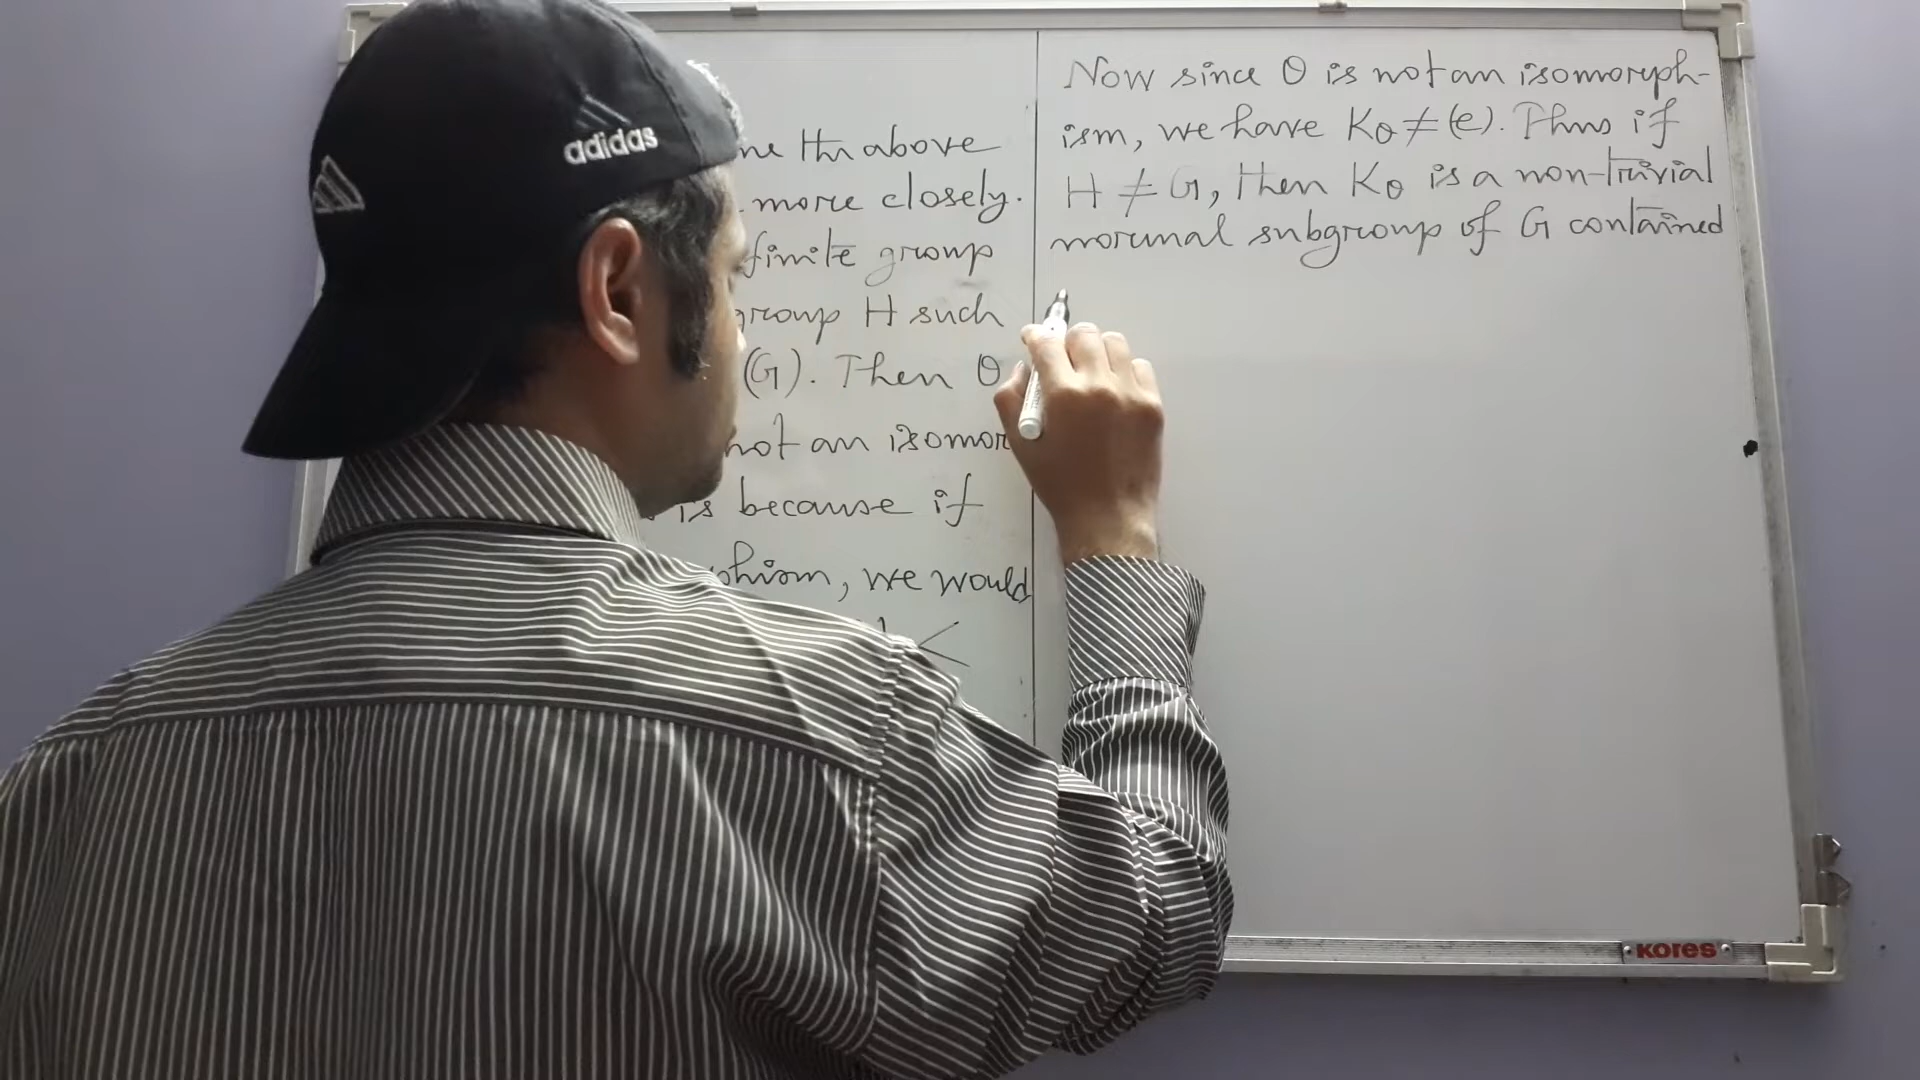 adidas
the above
more closely.
finite group
group H such
(G). Then θ
not an isomor
is because if
phism, we would
<
Now since θ is not an isomorph-
ism, we have Kθ ≠ (e). Thus if
H ≠ G, then Kθ is a non-trivial
normal subgroup of G contained
KORES